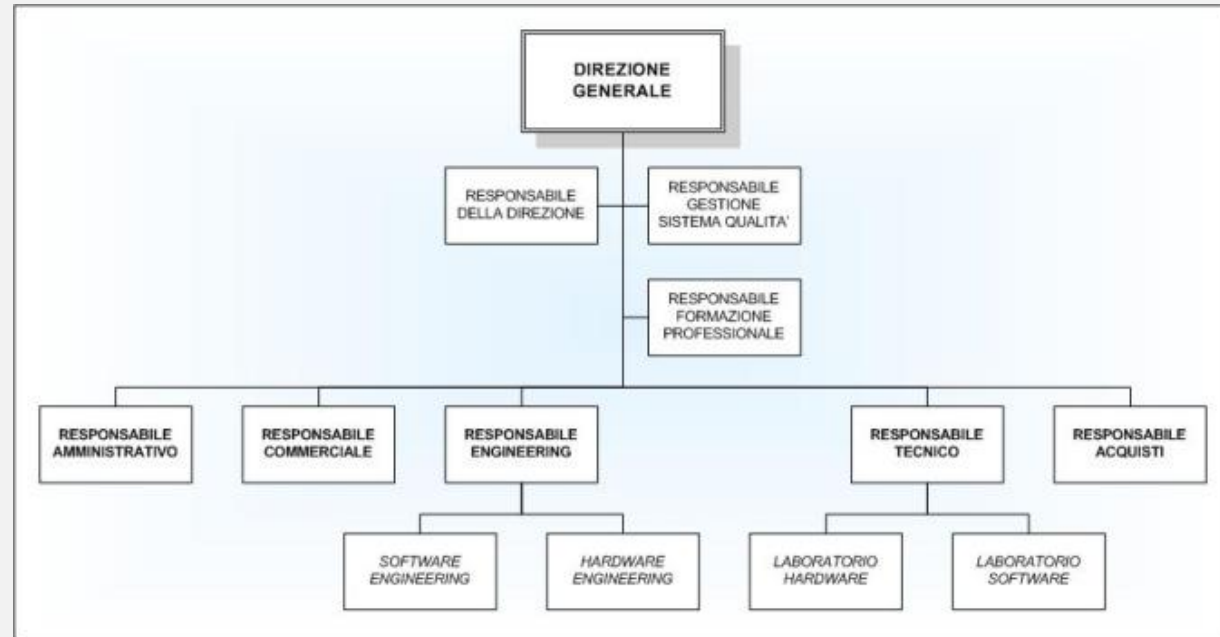 DIREZIONE
GENERALE
RESPONSABILE
DELLA DIREZIONE
RESPONSABILE
GESTIONE
SISTEMA QUALITA'
RESPONSABILE
FORMAZIONE
PROFESSIONALE
RESPONSABILE
AMMINISTRATIVO
RESPONSABILE
COMMERCIALE
RESPONSABILE
ENGINEERING
RESPONSABILE
TECNICO
RESPONSABILE
ACQUISTI
SOFTWARE
ENGINEERING
HARDWARE
ENGINEERING
LABORATORIO
HARDWARE
LABORATORIO
SOFTWARE